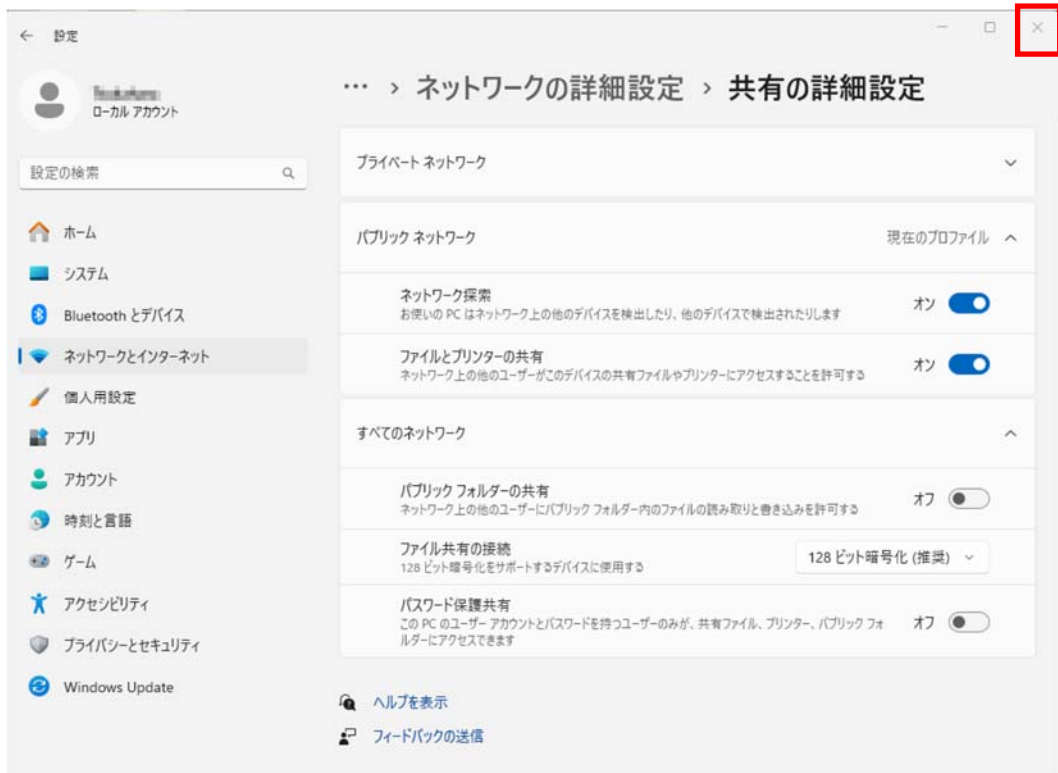 設定
ローカル アカウント
… > ネットワークの詳細設定 > 共有の詳細設定
設定の検索
ホーム
システム
Bluetooth とデバイス
ネットワークとインターネット
個人用設定
アプリ
アカウント
時刻と言語
ゲーム
アクセシビリティ
プライバシーとセキュリティ
Windows Update
プライベート ネットワーク
パブリック ネットワーク 現在のプロファイル
ネットワーク探索 オン
お使いの PC はネットワーク上の他のデバイスを検出したり、他のデバイスで検出されたりします
ファイルとプリンターの共有 オン
ネットワーク上の他のユーザーがこのデバイスの共有ファイルやプリンターにアクセスすることを許可する
すべてのネットワーク
パブリック フォルダーの共有 オフ
ネットワーク上の他のユーザーにパブリック フォルダー内のファイルの読み取りと書き込みを許可する
ファイル共有の接続 128 ビット暗号化 (推奨)
128 ビット暗号化をサポートするデバイスに使用する
パスワード保護共有 オフ
この PC のユーザー アカウントとパスワードを持つユーザーのみが、共有ファイル、プリンター、パブリック フォ
ルダーにアクセスできます
ヘルプを表示
フィードバックの送信